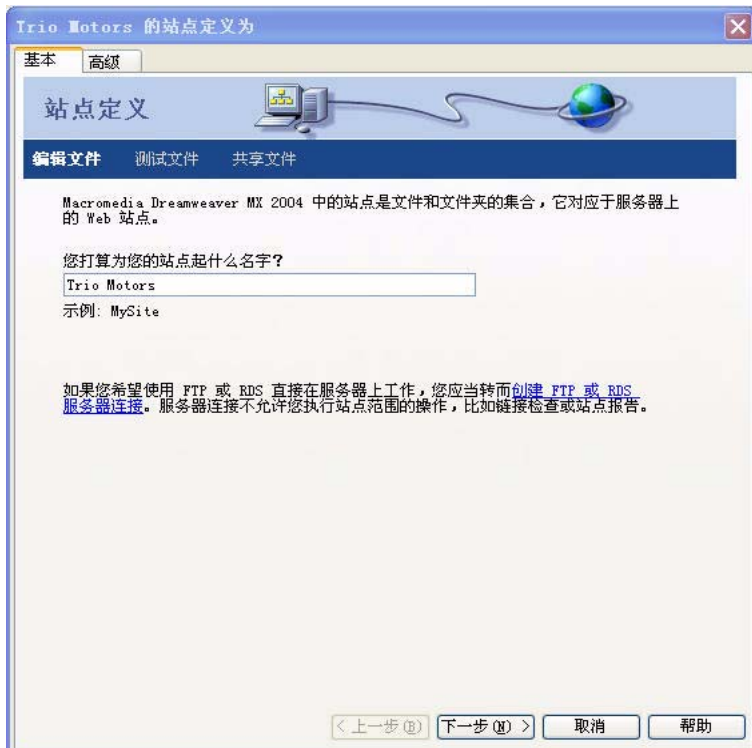 Trio Motors 的站点定义为
基本 高级
站点定义
编辑文件 测试文件 共享文件
Macromedia Dreamweaver MX 2004 中的站点是文件和文件夹的集合，它对应于服务器上
的 Web 站点。
您打算为您的站点起什么名字?
Trio Motors
示例: MySite
如果您希望使用 FTP 或 RDS 直接在服务器上工作，您应当转而创建 FTP 或 RDS
服务器连接。服务器连接不允许您执行站点范围的操作，比如链接检查或站点报告。
< 上一步(B) 下一步(N) > 取消 帮助